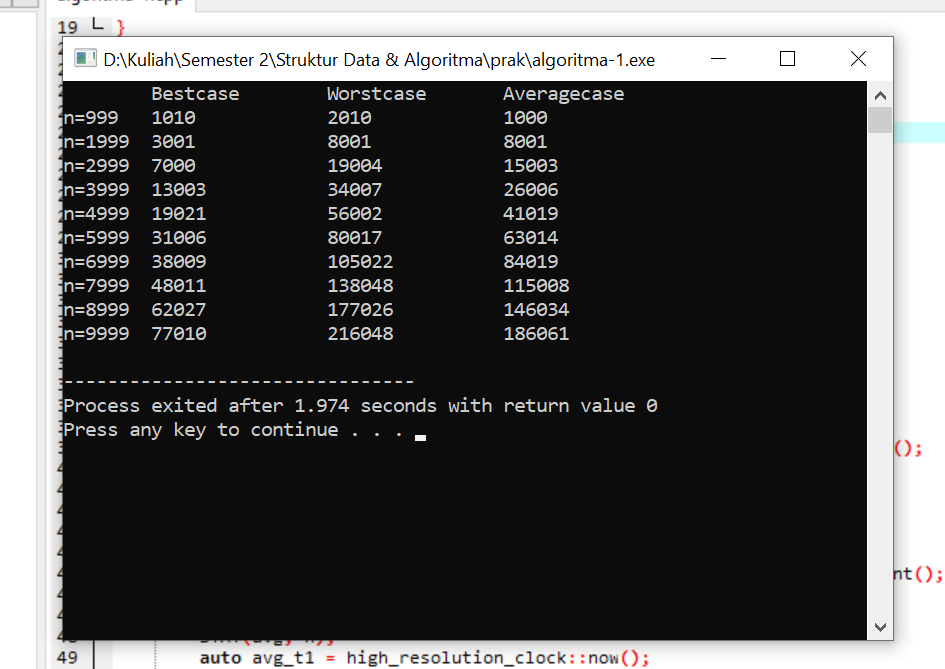 19 }
D:\Kuliah\Semester 2\Struktur Data & Algoritma\prak\algoritma-1.exe
Bestcase Worstcase Averagecase
n=999 1010 2010 1000
n=1999 3001 8001 8001
n=2999 7000 19004 15003
n=3999 13003 34007 26006
n=4999 19021 56002 41019
n=5999 31006 80017 63014
n=6999 38009 105022 84019
n=7999 48011 138048 115008
n=8999 62027 177026 146034
n=9999 77010 216048 186061
--------------------------------
Process exited after 1.974 seconds with return value 0
Press any key to continue . . .
();
nt();
49 auto avg_t1 = high_resolution_clock::now();